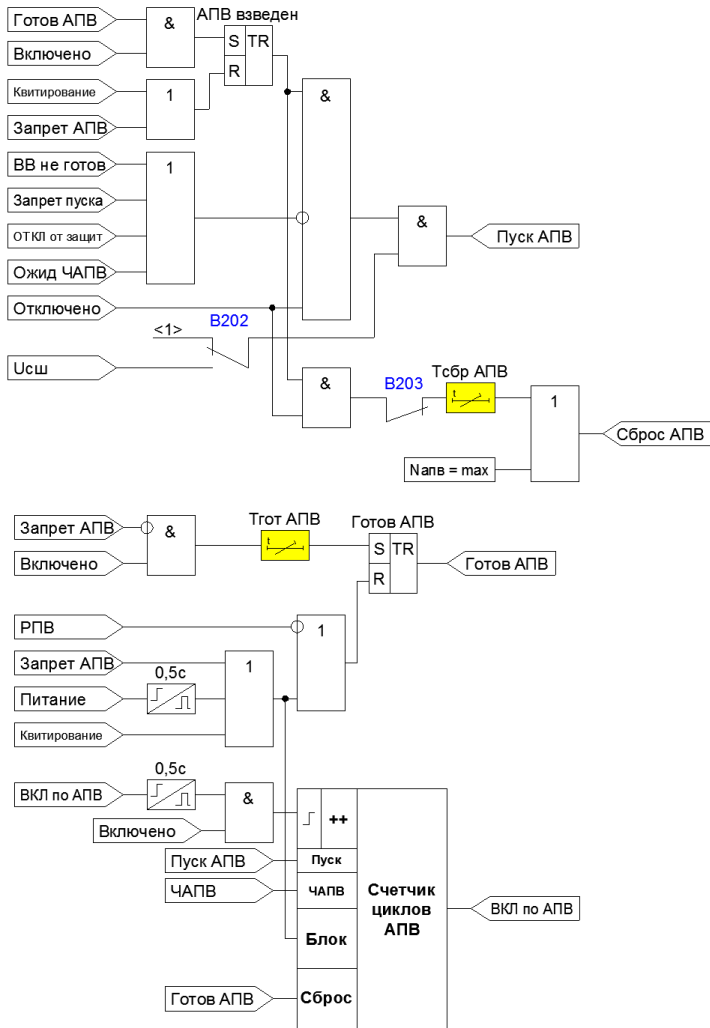 Готов АПВ
&
АПВ взведен
S TR
Включено
R
Квитирование
1
&
Запрет АПВ
ВВ не готов
1
Запрет пуска
&
ОТКЛ от защит
Пуск АПВ
Ожид ЧАПВ
Отключено
B202
<1>
Uсш
&
B203
Тсбр АПВ
t
1
Сброс АПВ
Nапв = max
Запрет АПВ
&
Тгот АПВ
t
Готов АПВ
S TR
Включено
R
Готов АПВ
РПВ
1
Запрет АПВ
1
0,5с
Питание
Квитирование
0,5с
ВКЛ по АПВ
&
++
Включено
Пуск АПВ
Пуск
ЧАПВ
ЧАПВ
Счетчик
циклов
АПВ
ВКЛ по АПВ
Блок
Готов АПВ
Сброс